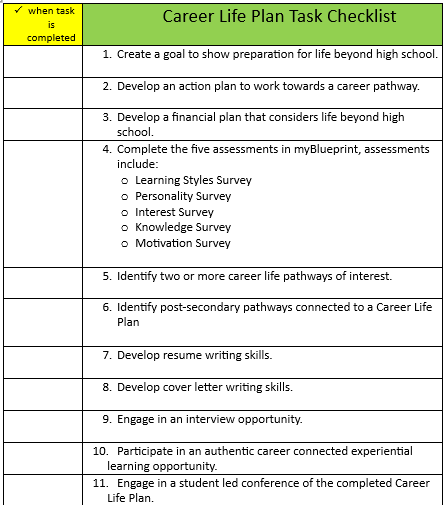 ✓ when task
is
completed
Career Life Plan Task Checklist
1. Create a goal to show preparation for life beyond high school.
2. Develop an action plan to work towards a career pathway.
3. Develop a financial plan that considers life beyond high
school.
4. Complete the five assessments in myBlueprint, assessments
include:
o Learning Styles Survey
o Personality Survey
o Interest Survey
o Knowledge Survey
o Motivation Survey
5. Identify two or more career life pathways of interest.
6. Identify post-secondary pathways connected to a Career Life
Plan
7. Develop resume writing skills.
8. Develop cover letter writing skills.
9. Engage in an interview opportunity.
10. Participate in an authentic career connected experiential
learning opportunity.
11. Engage in a student led conference of the completed Career
Life Plan.